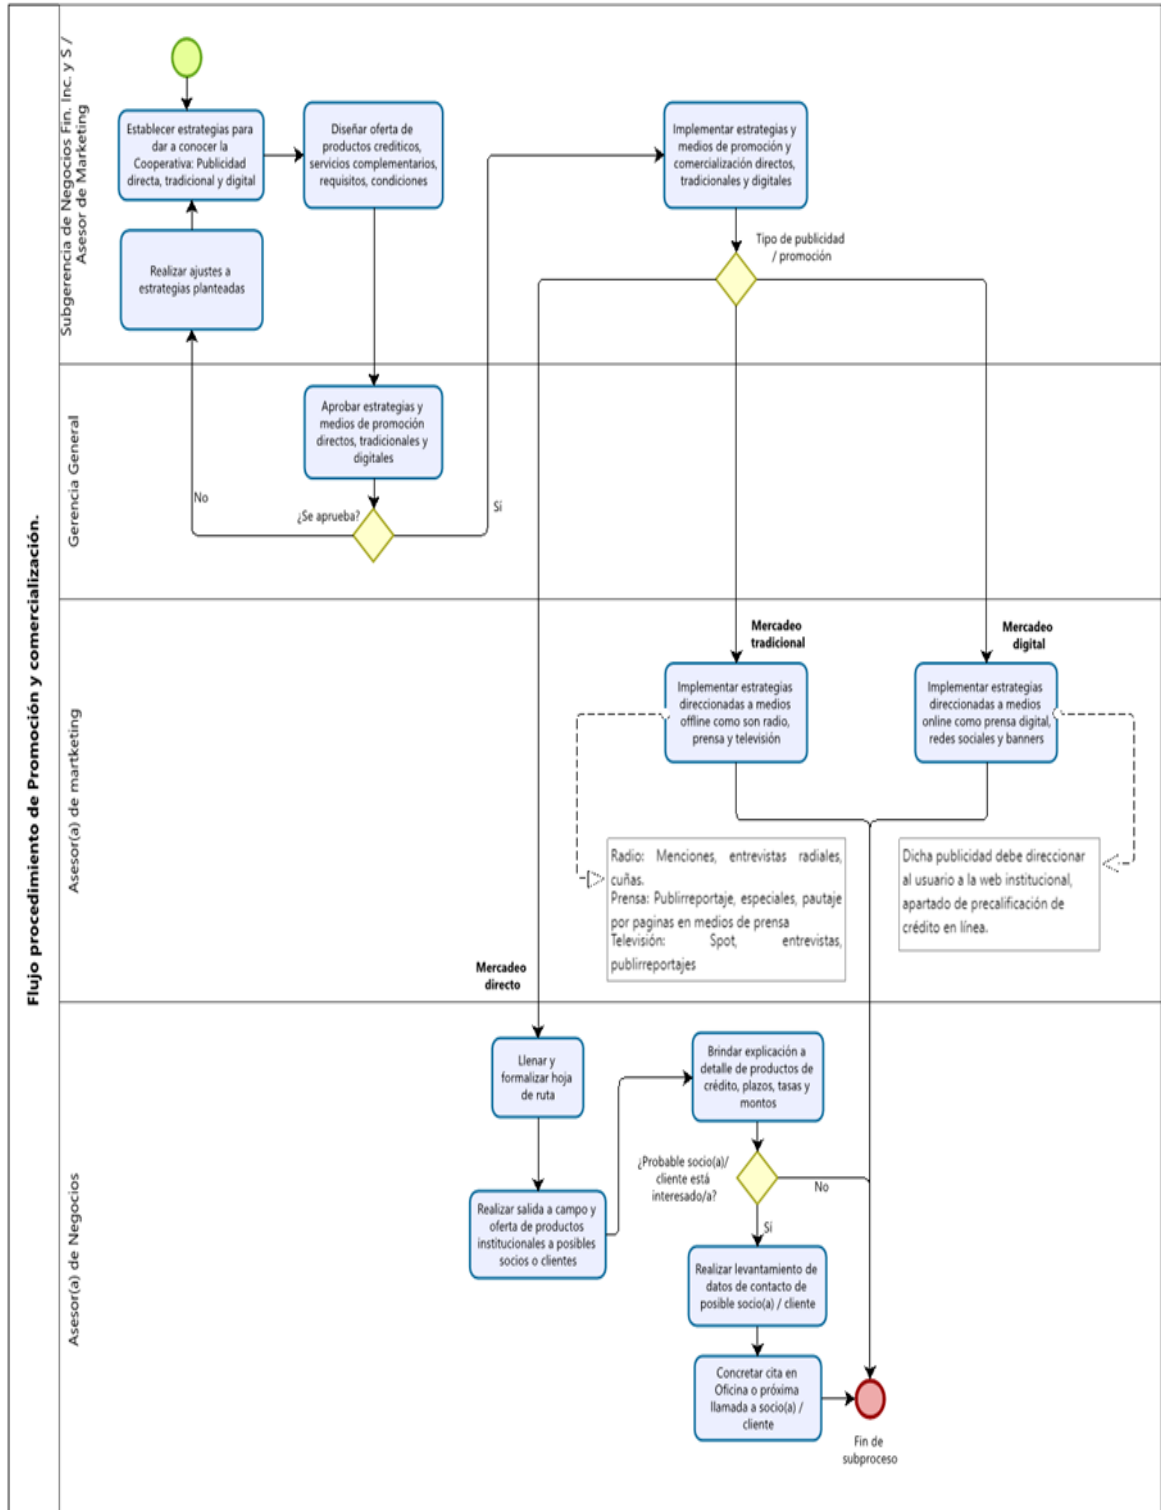 Flujo procedimiento de Promoción y comercialización.
Subgerencia de Negocios Fin. Inc. y S /
Asesor de Marketing
Establecer estrategias para
dar a conocer la
Cooperativa: Publicidad
directa, tradicional y digital
Diseñar oferta de
productos crediticos,
servicios complementarios,
requisitos, condiciones
Implementar estrategias y
medios de promoción y
comercialización directos,
tradicionales y digitales
Realizar ajustes a
estrategias planteadas
Tipo de publicidad
/ promoción
Gerencia General
Aprobar estrategias y
medios de promoción
directos, tradicionales y
digitales
¿Se aprueba?
No
Sí
Asesor(a) de martketing
Mercadeo
tradicional
Implementar estrategias
direccionadas a medios
offline como son radio,
prensa y televisión
Mercadeo
digital
Implementar estrategias
direccionadas a medios
online como prensa digital,
redes sociales y banners
Radio: Menciones, entrevistas radiales,
cuñas.
Prensa: Publirreportaje, especiales, pautaje
por paginas en medios de prensa
Televisión: Spot, entrevistas,
publirreportajes
Dicha publicidad debe direccionar
al usuario a la web institucional,
apartado de precalificación de
crédito en línea.
Mercadeo
directo
Asesor(a) de Negocios
Llenar y
formalizar hoja
de ruta
Realizar salida a campo y
oferta de productos
institucionales a posibles
socios o clientes
Brindar explicación a
detalle de productos de
crédito, plazos, tasas y
montos
¿Probable socio(a)/
cliente está
interesado/a?
No
Sí
Realizar levantamiento de
datos de contacto de
posible socio(a) / cliente
Concretar cita en
Oficina o próxima
llamada a socio(a) /
cliente
Fin de
subproceso